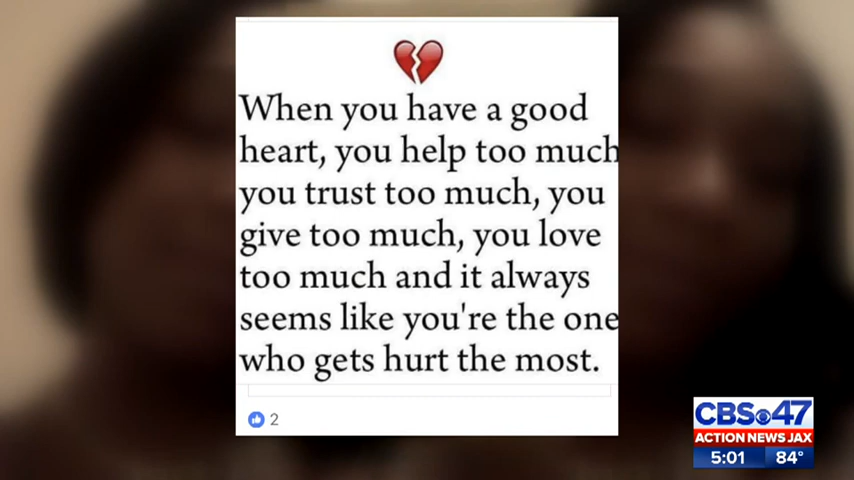 When you have a good
heart, you help too much
you trust too much, you
give too much, you love
too much and it always
seems like you're the one
who gets hurt the most.
2
CBS 47
ACTION NEWS JAX
5:01 84°